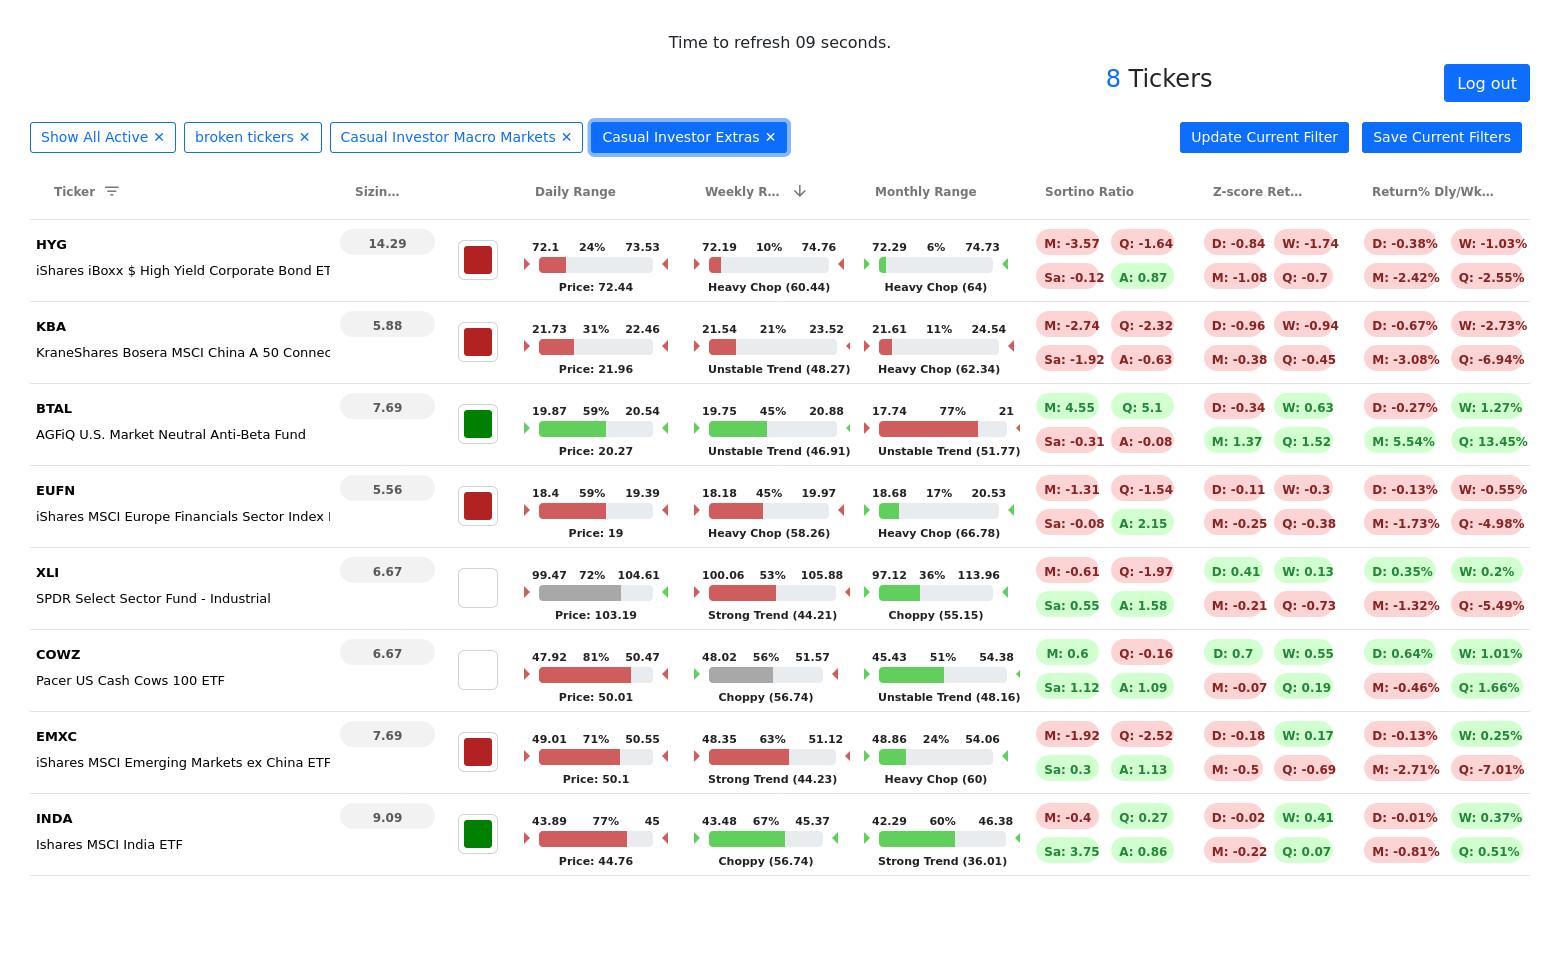 Time to refresh 09 seconds.
8 Tickers
Log out
Show All Active ✕ broken tickers ✕ Casual Investor Macro Markets ✕ Casual Investor Extras ✕ Update Current Filter Save Current Filters
Ticker Sizin... Daily Range Weekly R... Monthly Range Sortino Ratio Z-score Ret... Return% Dly/Wk...
HYG 14.29 72.1 24% 73.53 72.19 10% 74.76 72.29 6% 74.73 M: -3.57 Q: -1.64 D: -0.84 W: -1.74 D: -0.38% W: -1.03%
iShares iBoxx $ High Yield Corporate Bond ET Sa: -0.12 A: 0.87 M: -1.08 Q: -0.7 M: -2.42% Q: -2.55%
Price: 72.44 Heavy Chop (60.44) Heavy Chop (64)
KBA 5.88 21.73 31% 22.46 21.54 21% 23.52 21.61 11% 24.54 M: -2.74 Q: -2.32 D: -0.96 W: -0.94 D: -0.67% W: -2.73%
KraneShares Bosera MSCI China A 50 Connec Sa: -1.92 A: -0.63 M: -0.38 Q: -0.45 M: -3.08% Q: -6.94%
Price: 21.96 Unstable Trend (48.27) Heavy Chop (62.34)
BTAL 7.69 19.87 59% 20.54 19.75 45% 20.88 17.74 77% 21 M: 4.55 Q: 5.1 D: -0.34 W: 0.63 D: -0.27% W: 1.27%
AGFiQ U.S. Market Neutral Anti-Beta Fund Sa: -0.31 A: -0.08 M: 1.37 Q: 1.52 M: 5.54% Q: 13.45%
Price: 20.27 Unstable Trend (46.91) Unstable Trend (51.77)
EUFN 5.56 18.4 59% 19.39 18.18 45% 19.97 18.68 17% 20.53 M: -1.31 Q: -1.54 D: -0.11 W: -0.3 D: -0.13% W: -0.55%
iShares MSCI Europe Financials Sector Index Sa: -0.08 A: 2.15 M: -0.25 Q: -0.38 M: -1.73% Q: -4.98%
Price: 19 Heavy Chop (58.26) Heavy Chop (66.78)
XLI 6.67 99.47 72% 104.61 100.06 53% 105.88 97.12 36% 113.96 M: -0.61 Q: -1.97 D: 0.41 W: 0.13 D: 0.35% W: 0.2%
SPDR Select Sector Fund - Industrial Sa: 0.55 A: 1.58 M: -0.21 Q: -0.73 M: -1.32% Q: -5.49%
Price: 103.19 Strong Trend (44.21) Choppy (55.15)
COWZ 6.67 47.92 81% 50.47 48.02 56% 51.57 45.43 51% 54.38 M: 0.6 Q: -0.16 D: 0.7 W: 0.55 D: 0.64% W: 1.01%
Pacer US Cash Cows 100 ETF Sa: 1.12 A: 1.09 M: -0.07 Q: 0.19 M: -0.46% Q: 1.66%
Price: 50.01 Choppy (56.74) Unstable Trend (48.16)
EMXC 7.69 49.01 71% 50.55 48.35 63% 51.12 48.86 24% 54.06 M: -1.92 Q: -2.52 D: -0.18 W: 0.17 D: -0.13% W: 0.25%
iShares MSCI Emerging Markets ex China ETF Sa: 0.3 A: 1.13 M: -0.5 Q: -0.69 M: -2.71% Q: -7.01%
Price: 50.1 Strong Trend (44.23) Heavy Chop (60)
INDA 9.09 43.89 77% 45 43.48 67% 45.37 42.29 60% 46.38 M: -0.4 Q: 0.27 D: -0.02 W: 0.41 D: -0.01% W: 0.37%
Ishares MSCI India ETF Sa: 3.75 A: 0.86 M: -0.22 Q: 0.07 M: -0.81% Q: 0.51%
Price: 44.76 Choppy (56.74) Strong Trend (36.01)